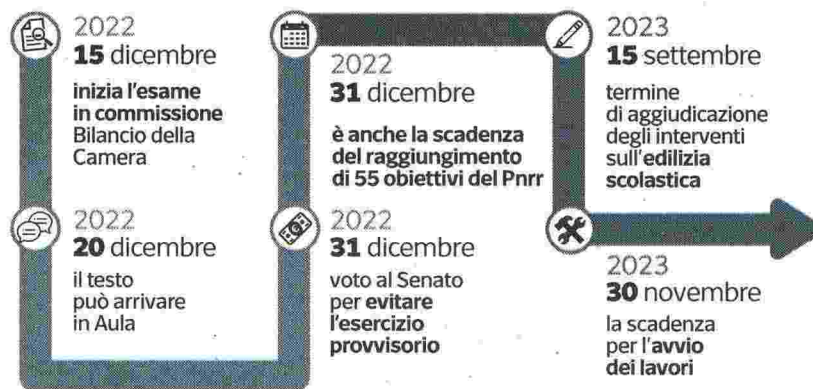 2022
15 dicembre
inizia l'esame
in commissione
Bilancio della
Camera
2022
20 dicembre
il testo
può arrivare
in Aula
2022
31 dicembre
voto al Senato
per evitare
l'esercizio
provvisorio
2022
31 dicembre
è anche la scadenza
del raggiungimento
di 55 obiettivi del Pnrr
2023
15 settembre
termine
di aggiudicazione
degli interventi
sull'edilizia
scolastica
2023
30 novembre
la scadenza
per l'avvio
dei lavori